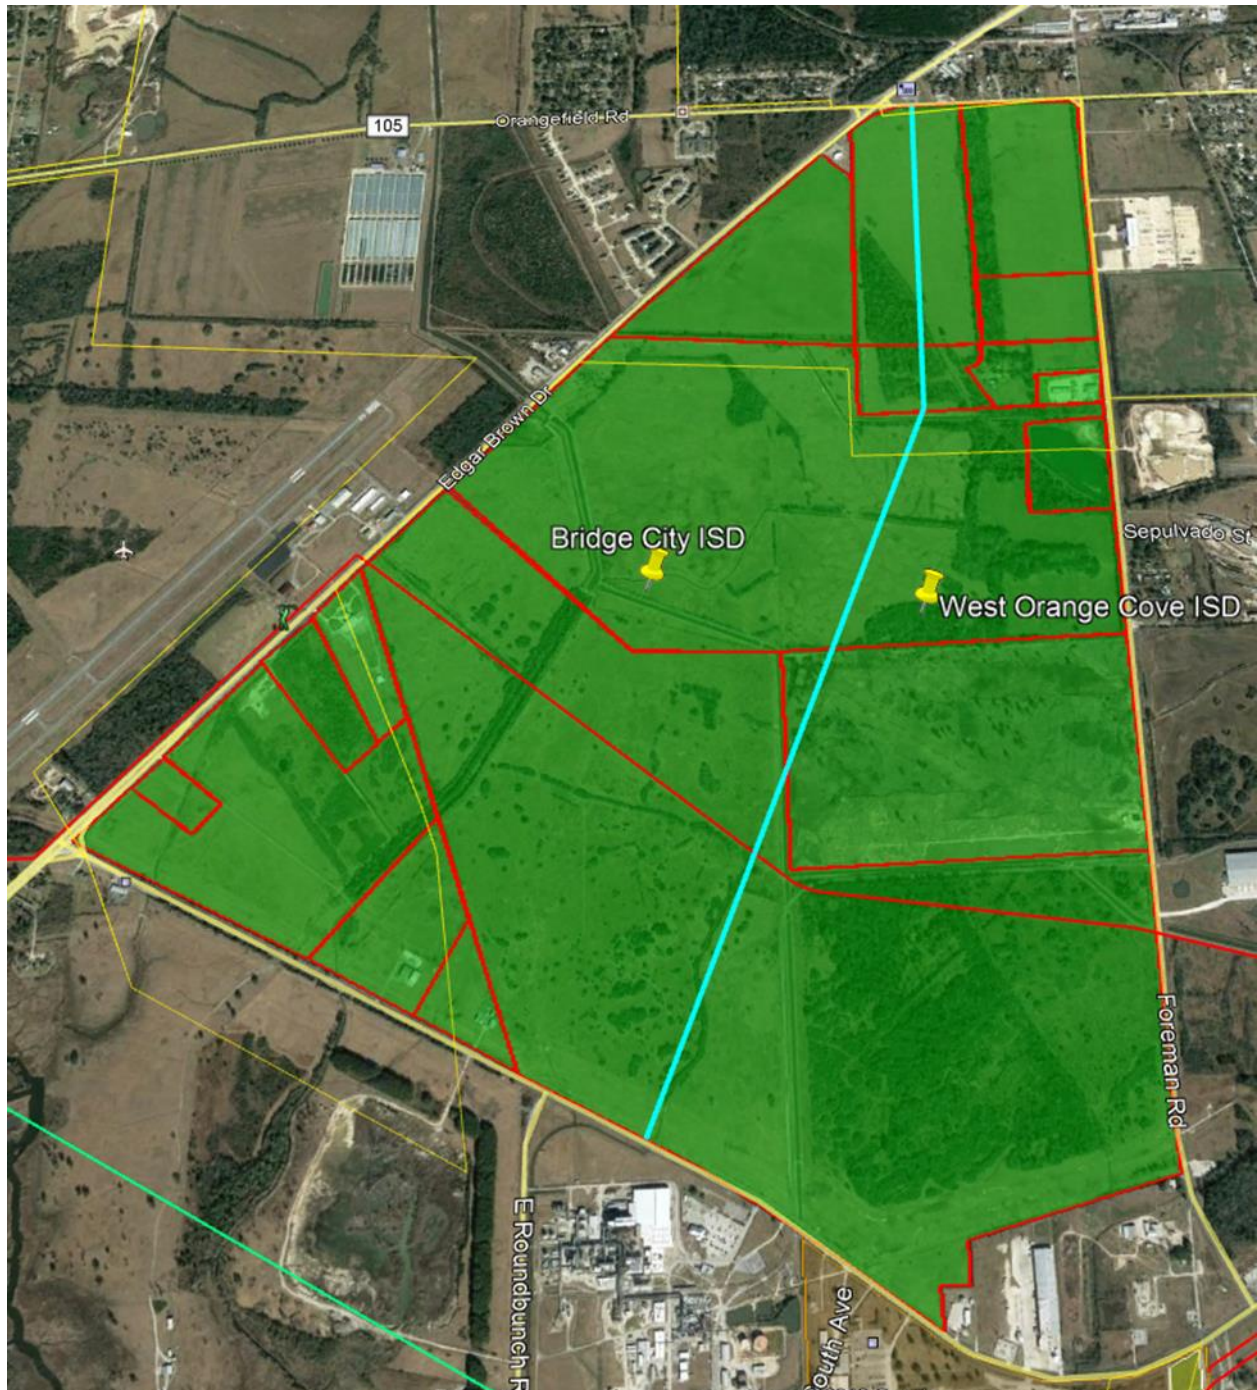 Orangefield Rd
105
Edgar Brown Dr
Bridge City ISD
Sepulvado St
West Orange Cove ISD
Foreman Rd
E Roundbunch R
South Ave